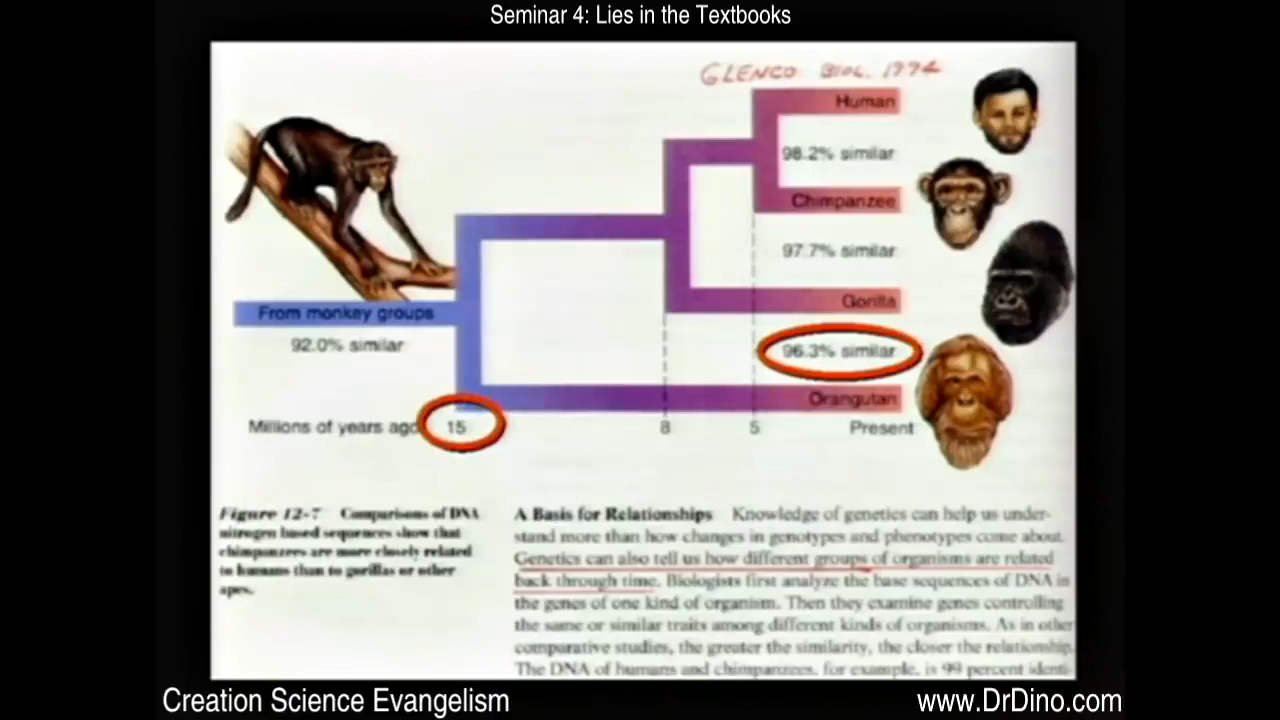 Seminar 4: Lies in the Textbooks
GLENCO BIOL. 1994
Human
98.2% similar
Chimpanzee
97.7% similar
Gorilla
From monkey groups
92.0% similar
96.3% similar
Orangutan
Millions of years ago 15 8 5 Present
Figure 12-7 Comparisons of DNA
nitrogen based sequences show that
chimpanzees are more closely related
to humans than to gorillas or other
apes.
A Basis for Relationships Knowledge of genetics can help us under-
stand more than how changes in genotypes and phenotypes come about.
Genetics can also tell us how different groups of organisms are related
back through time. Biologists first analyze the base sequences of DNA in
the genes of one kind of organism. Then they examine genes controlling
the same or similar traits among different kinds of organisms. As in other
comparative studies, the greater the similarity, the closer the relationship.
The DNA of humans and chimpanzees, for example, is 99 percent identi-
Creation Science Evangelism
www.DrDino.com